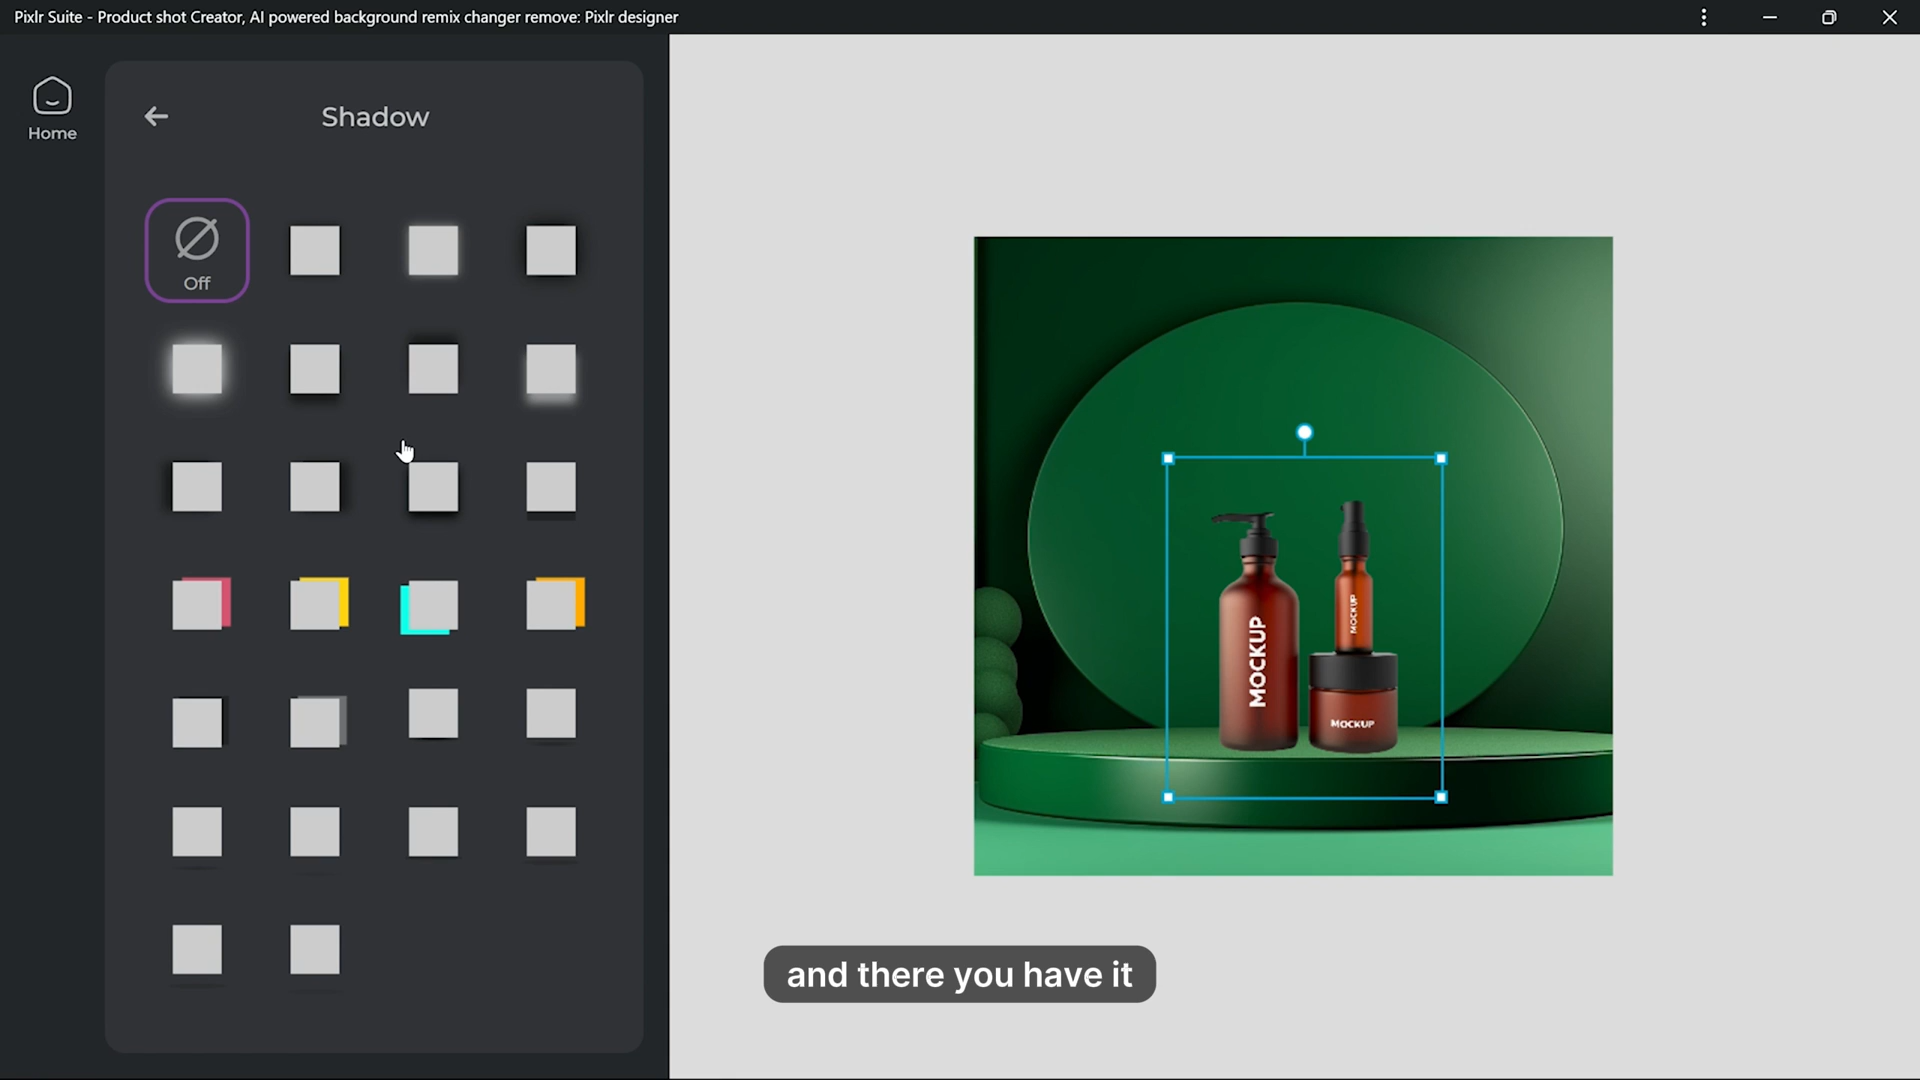 Pixlr Suite - Product shot Creator, AI powered background remix changer remove: Pixlr designer
Home
Shadow
Off
MOCKUP
MOCKUP
MOCKUP
and there you have it